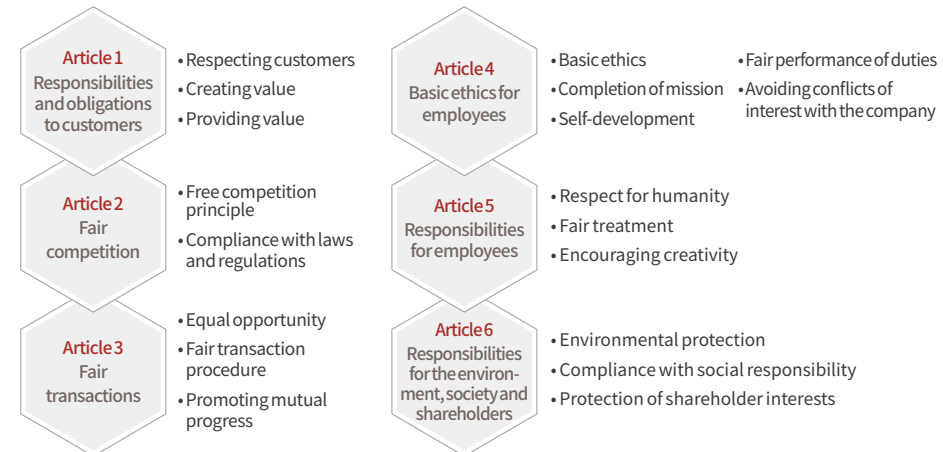 Article 1
Responsibilities
and obligations
to customers
• Respecting customers
• Creating value
• Providing value
Article 2
Fair
competition
• Free competition
principle
• Compliance with laws
and regulations
Article 3
Fair
transactions
• Equal opportunity
• Fair transaction
procedure
• Promoting mutual
progress
Article 4
Basic ethics for
employees
• Basic ethics
• Completion of mission
• Self-development
• Fair performance of duties
• Avoiding conflicts of
interest with the company
Article 5
Responsibilities
for employees
• Respect for humanity
• Fair treatment
• Encouraging creativity
Article 6
Responsibilities
for the environ-
ment, society and
shareholders
• Environmental protection
• Compliance with social responsibility
• Protection of shareholder interests